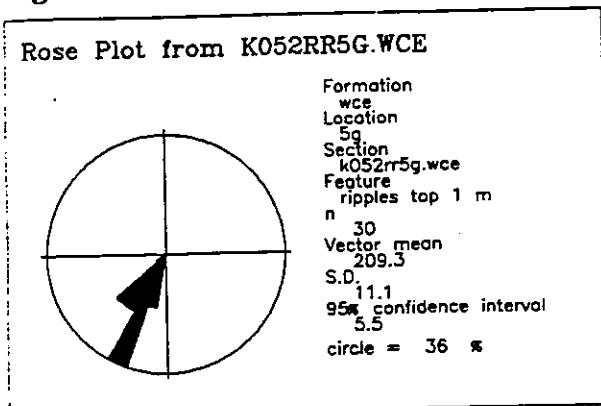 Rose Plot from K052RR5G.WCE
Formation
wce
Location
5g
Section
k052rr5g.wce
Feature
ripples top 1 m
n
30
Vector mean
209.3
S.D.
11.1
95% confidence interval
5.5
circle = 36 %